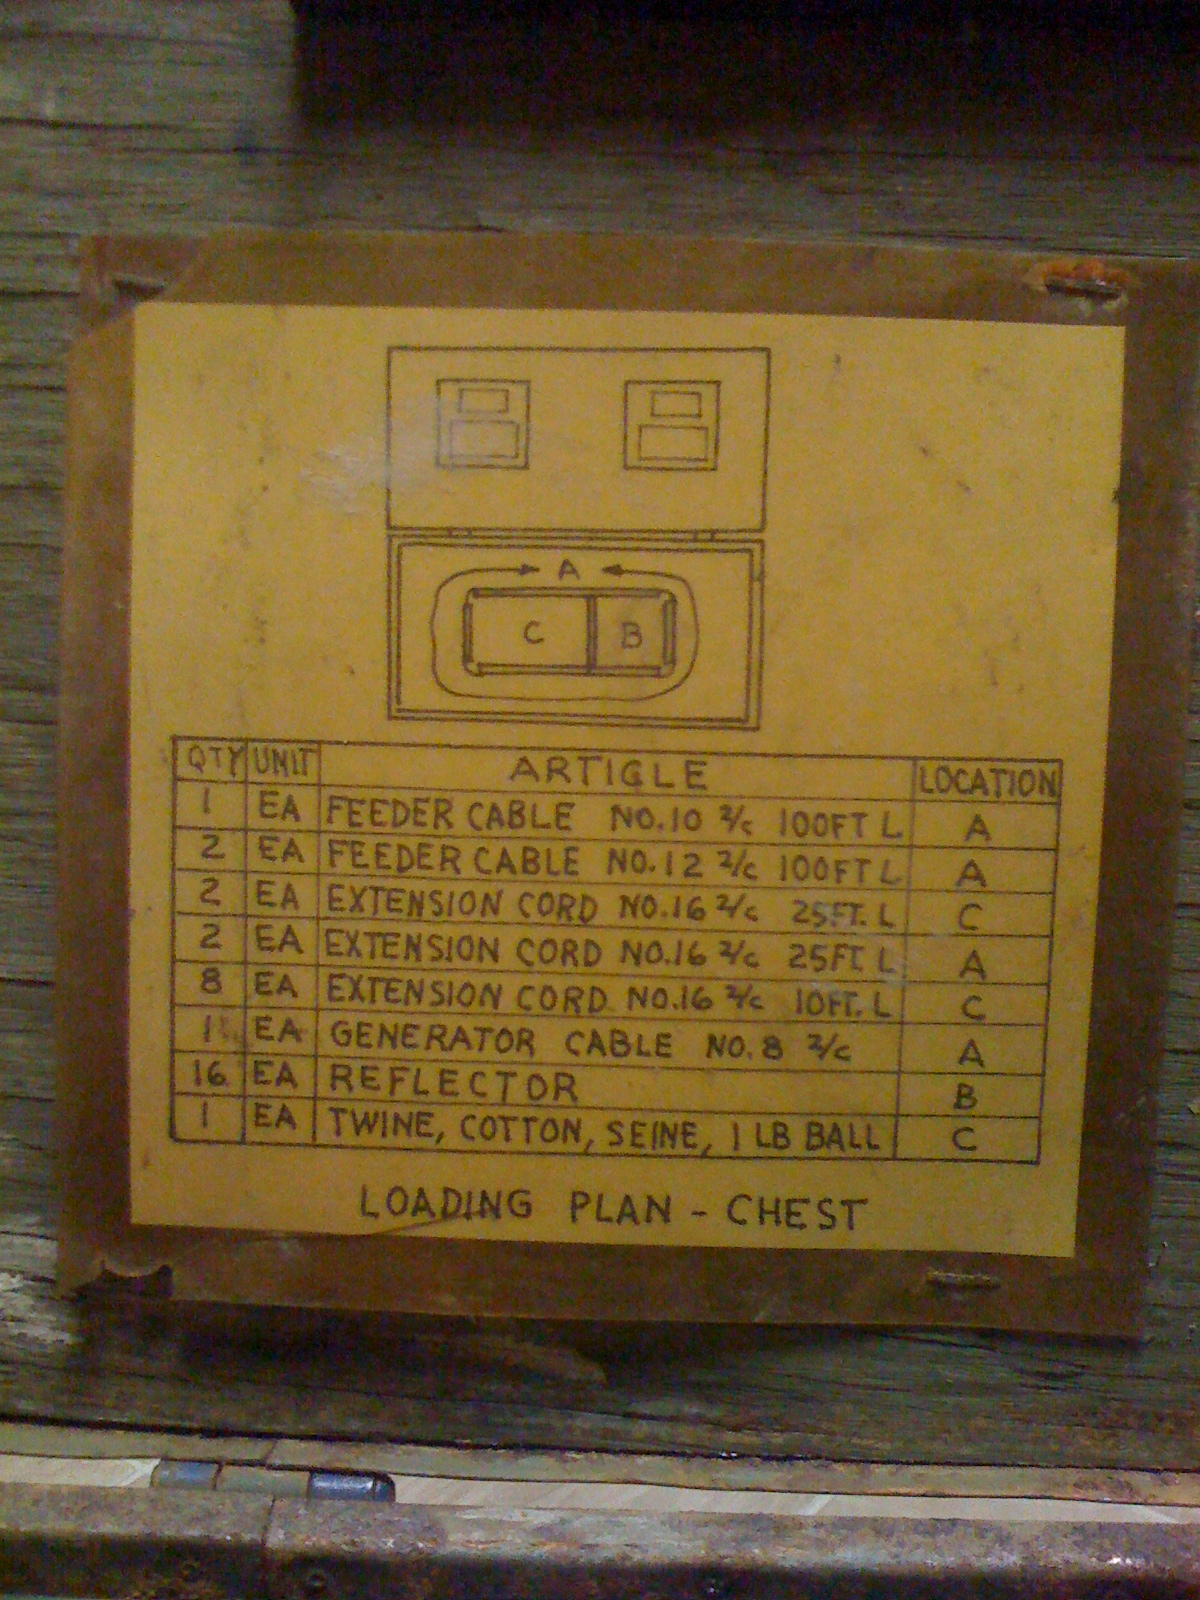 A
C B
QTY UNIT ARTICLE LOCATION
1 EA FEEDER CABLE NO.10 2/c 100FT L A
2 EA FEEDER CABLE NO.12 2/c 100FT L A
2 EA EXTENSION CORD NO.16 2/c 25FT. L C
2 EA EXTENSION CORD NO.16 2/c 25FT. L A
8 EA EXTENSION CORD NO.16 2/c 10FT. L C
1 EA GENERATOR CABLE NO. 8 2/c A
16 EA REFLECTOR B
1 EA TWINE, COTTON, SEINE, 1 LB BALL C
LOADING PLAN - CHEST